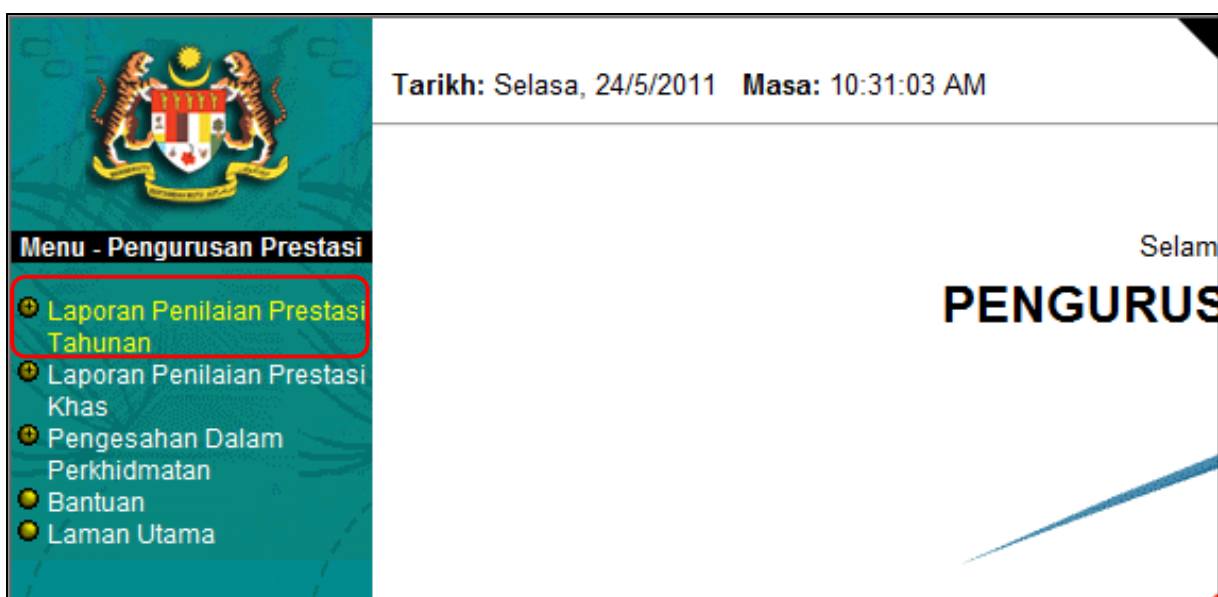 Tarikh: Selasa, 24/5/2011 Masa: 10:31:03 AM
Menu - Pengurusan Prestasi
Laporan Penilaian Prestasi
Tahunan
Laporan Penilaian Prestasi
Khas
Pengesahan Dalam
Perkhidmatan
Bantuan
Laman Utama
Selam
PENGURUS